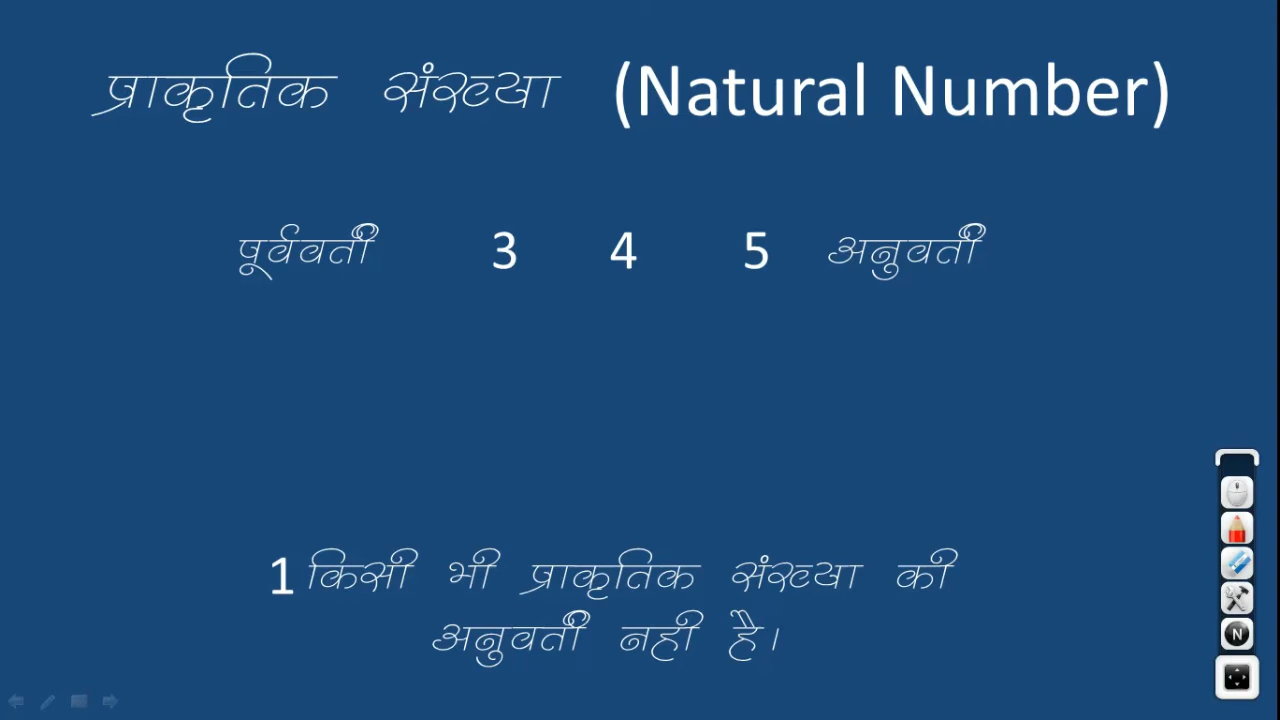 प्राकृतिक संख्या (Natural Number)
पूर्ववर्ती 3 4 5 अनुवर्ती
1 किसी भी प्राकृतिक संख्या की
अनुवर्ती नही है।
N